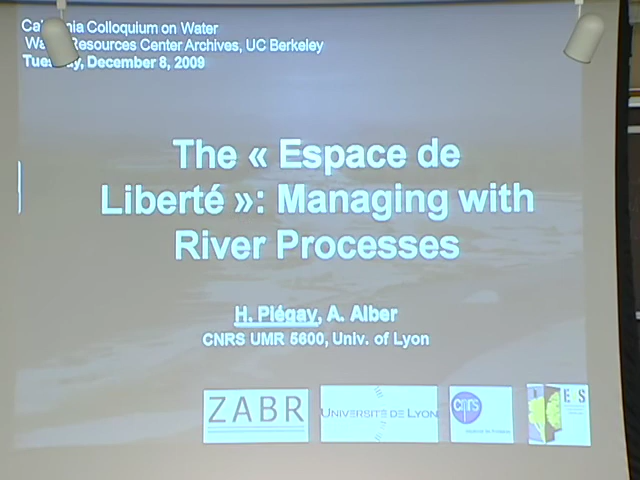 Colloquium on Water
Resources Center Archives, UC Berkeley
December 8, 2009
The « Espace de
Liberté »: Managing with
River Processes
H. Piégay, A. Alber
CNRS UMR 5600, Univ. of Lyon
ZABR
UNIVERSITÉ DE LYON
cnrs